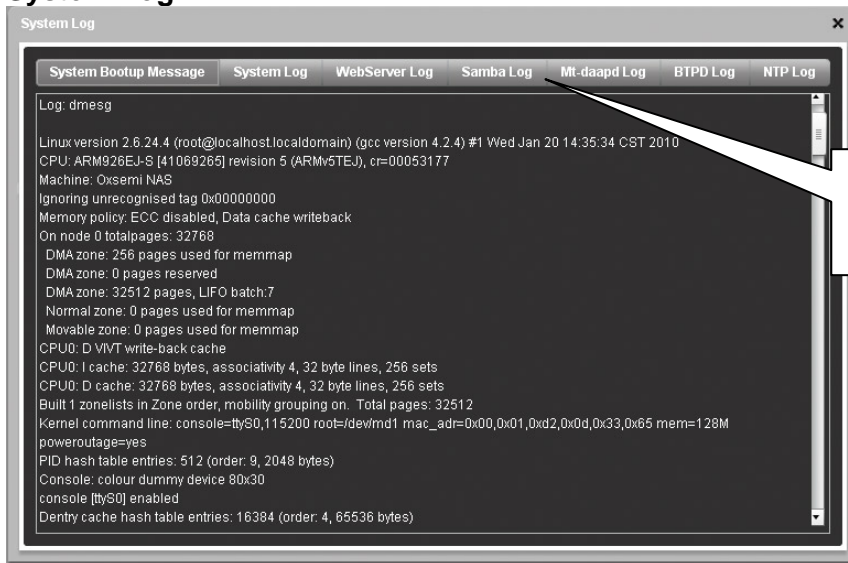 System Log
System Log
System Bootup Message System Log WebServer Log Samba Log Mt-daapd Log BTPD Log NTP Log
Log: dmesg
Linux version 2.6.24.4 (root@localhost.localdomain) (gcc version 4.2.4) #1 Wed Jan 20 14:35:34 CST 2010
CPU: ARM926EJ-S [41069265] revision 5 (ARMv5TEJ), cr=00053177
Machine: Oxsemi NAS
Ignoring unrecognised tag 0x00000000
Memory policy: ECC disabled, Data cache writeback
On node 0 totalpages: 32768
DMA zone: 256 pages used for memmap
DMA zone: 0 pages reserved
DMA zone: 32512 pages, LIFO batch:7
Normal zone: 0 pages used for memmap
Movable zone: 0 pages used for memmap
CPU0: D VIVT write-back cache
CPU0: I cache: 32768 bytes, associativity 4, 32 byte lines, 256 sets
CPU0: D cache: 32768 bytes, associativity 4, 32 byte lines, 256 sets
Built 1 zonelists in Zone order, mobility grouping on. Total pages: 32512
Kernel command line: console=ttyS0,115200 root=/dev/md1 mac_adr=0x00,0x01,0xd2,0x0d,0x33,0x65 mem=128M
poweroutage=yes
PID hash table entries: 512 (order: 9, 2048 bytes)
Console: colour dummy device 80x30
console [ttyS0] enabled
Dentry cache hash table entries: 16384 (order: 4, 65536 bytes)